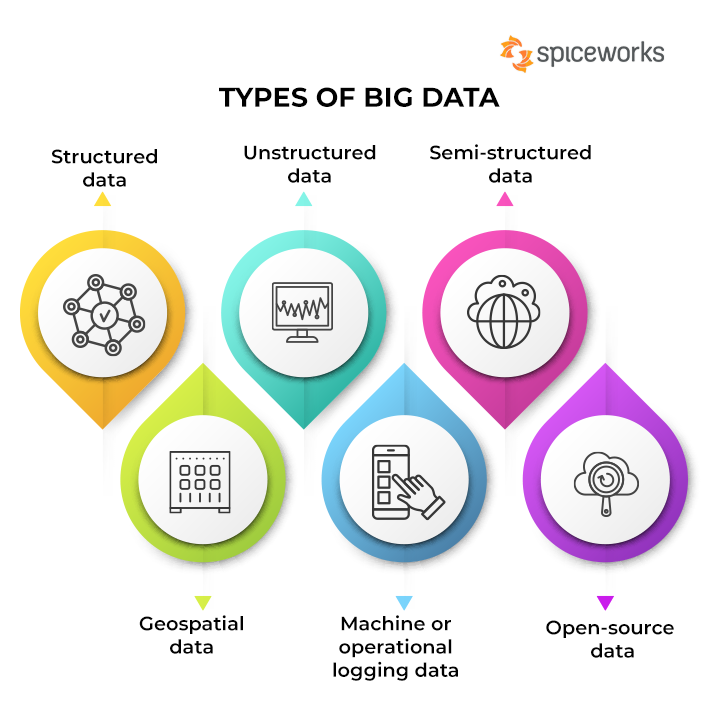 spiceworks
TYPES OF BIG DATA
Structured
data
Unstructured
data
Semi-structured
data
Geospatial
data
Machine or
operational
logging data
Open-source
data